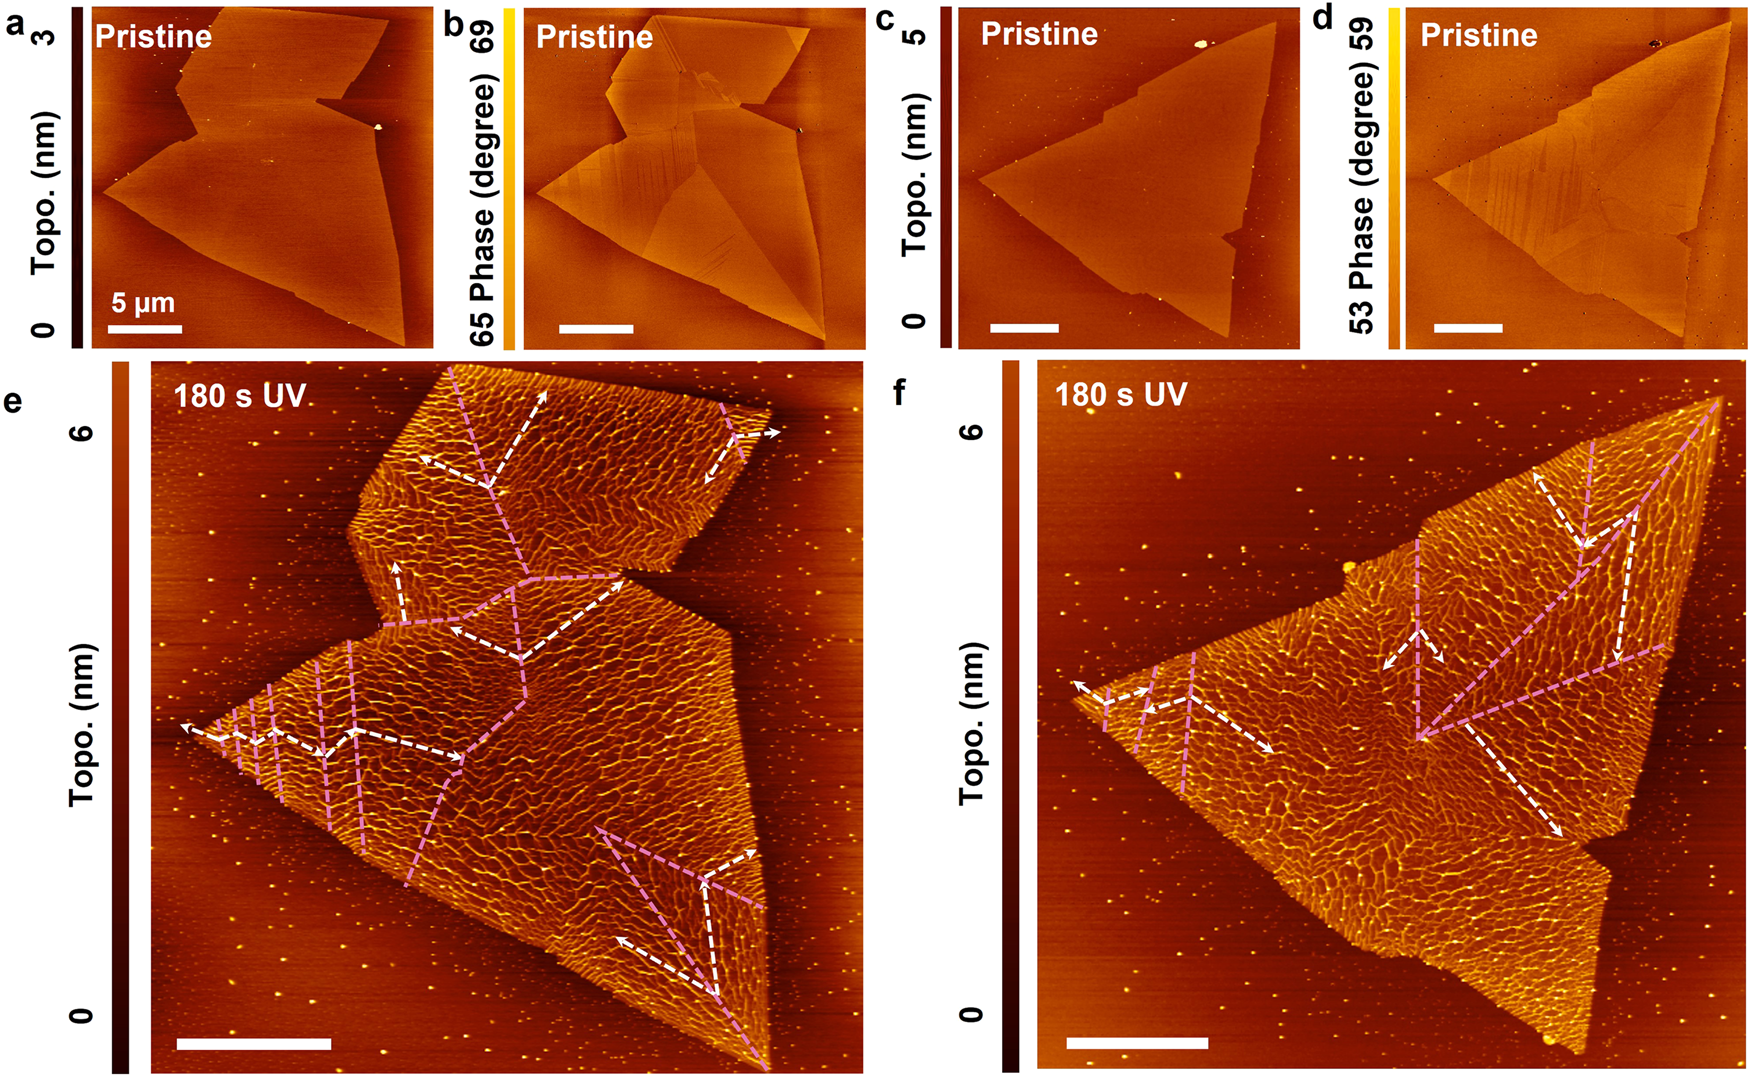 a
3
Topo. (nm)
0
Pristine
5 μm
b
69
65 Phase (degree)
Pristine
c
5
Topo. (nm)
0
Pristine
d
59
53 Phase (degree)
Pristine
e
6
Topo. (nm)
0
180 s UV
f
6
Topo. (nm)
0
180 s UV